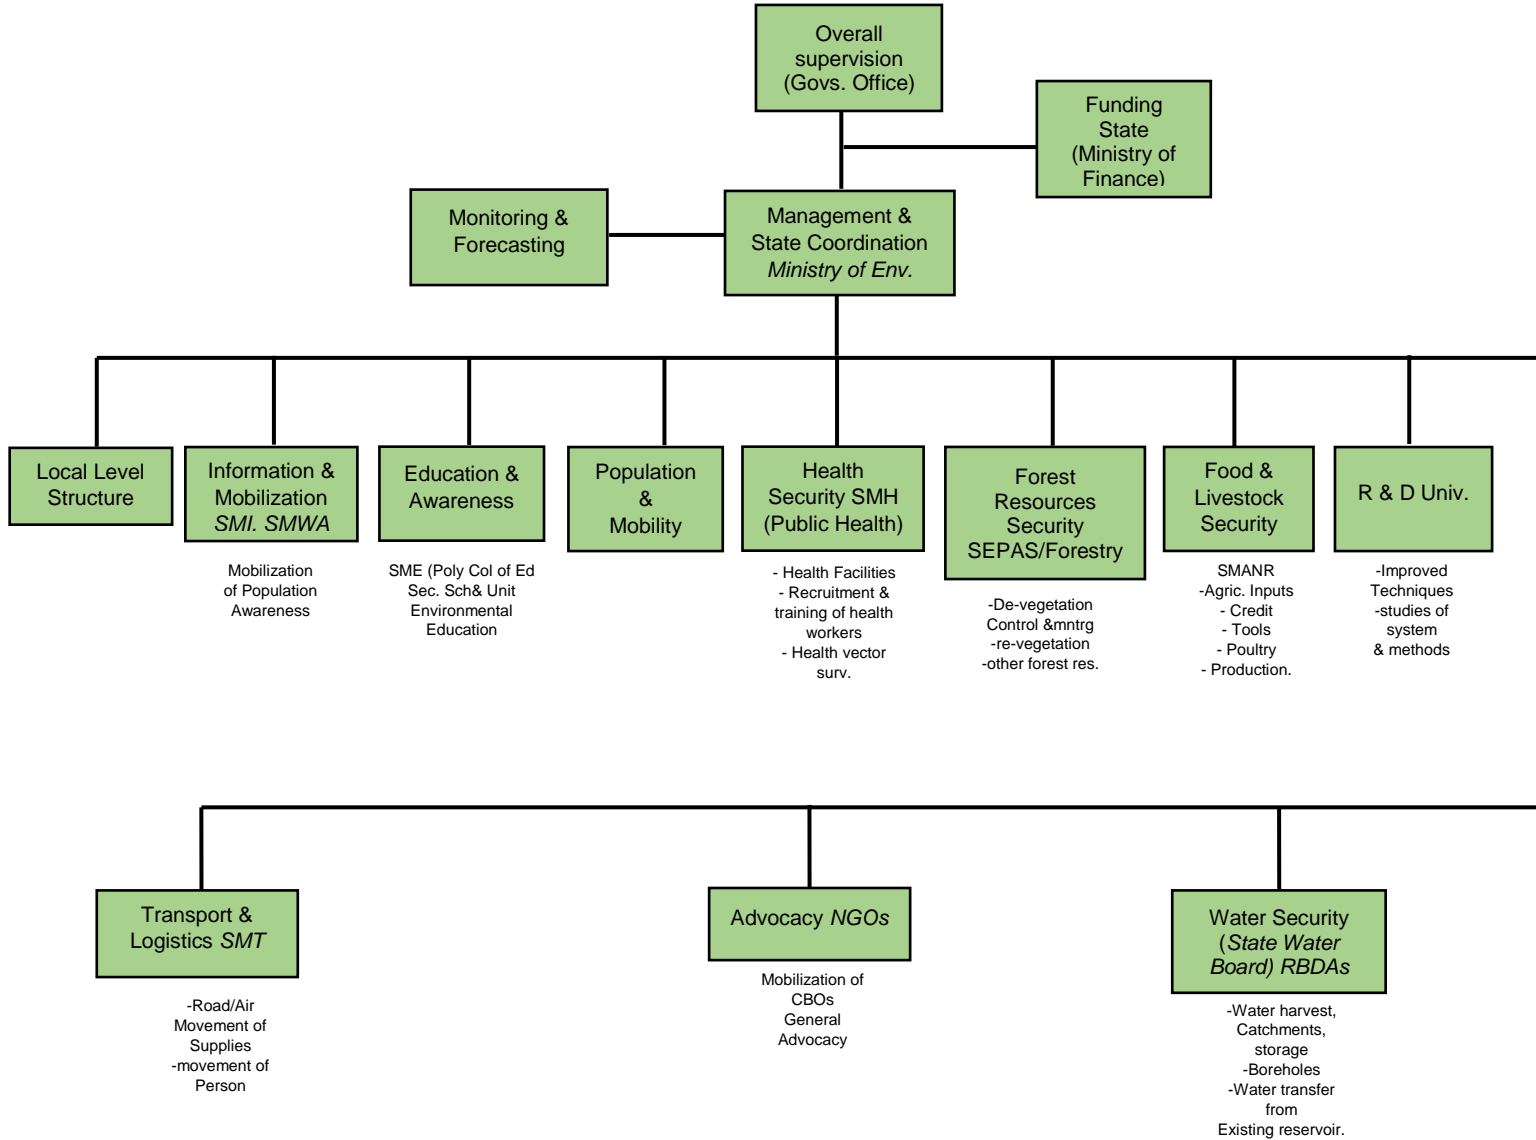 Overall
supervision
(Govs. Office)
Funding
State
(Ministry of
Finance)
Monitoring &
Forecasting
Management &
State Coordination
Ministry of Env.
Local Level
Structure
Information &
Mobilization
SMI. SMWA
Mobilization
of Population
Awareness
Education &
Awareness
SME (Poly Col of Ed
Sec. Sch& Unit
Environmental
Education
Population
&
Mobility
Health
Security SMH
(Public Health)
- Health Facilities
- Recruitment &
training of health
workers
- Health vector
surv.
Forest
Resources
Security
SEPAS/Forestry
-De-vegetation
Control &mntrg
-re-vegetation
-other forest res.
Food &
Livestock
Security
SMANR
-Agric. Inputs
- Credit
- Tools
- Poultry
- Production.
R & D Univ.
-Improved
Techniques
-studies of
system
& methods
Transport &
Logistics SMT
-Road/Air
Movement of
Supplies
-movement of
Person
Advocacy NGOs
Mobilization of
CBOs
General
Advocacy
Water Security
(State Water
Board) RBDAs
-Water harvest,
Catchments,
storage
-Boreholes
-Water transfer
from
Existing reservoir.